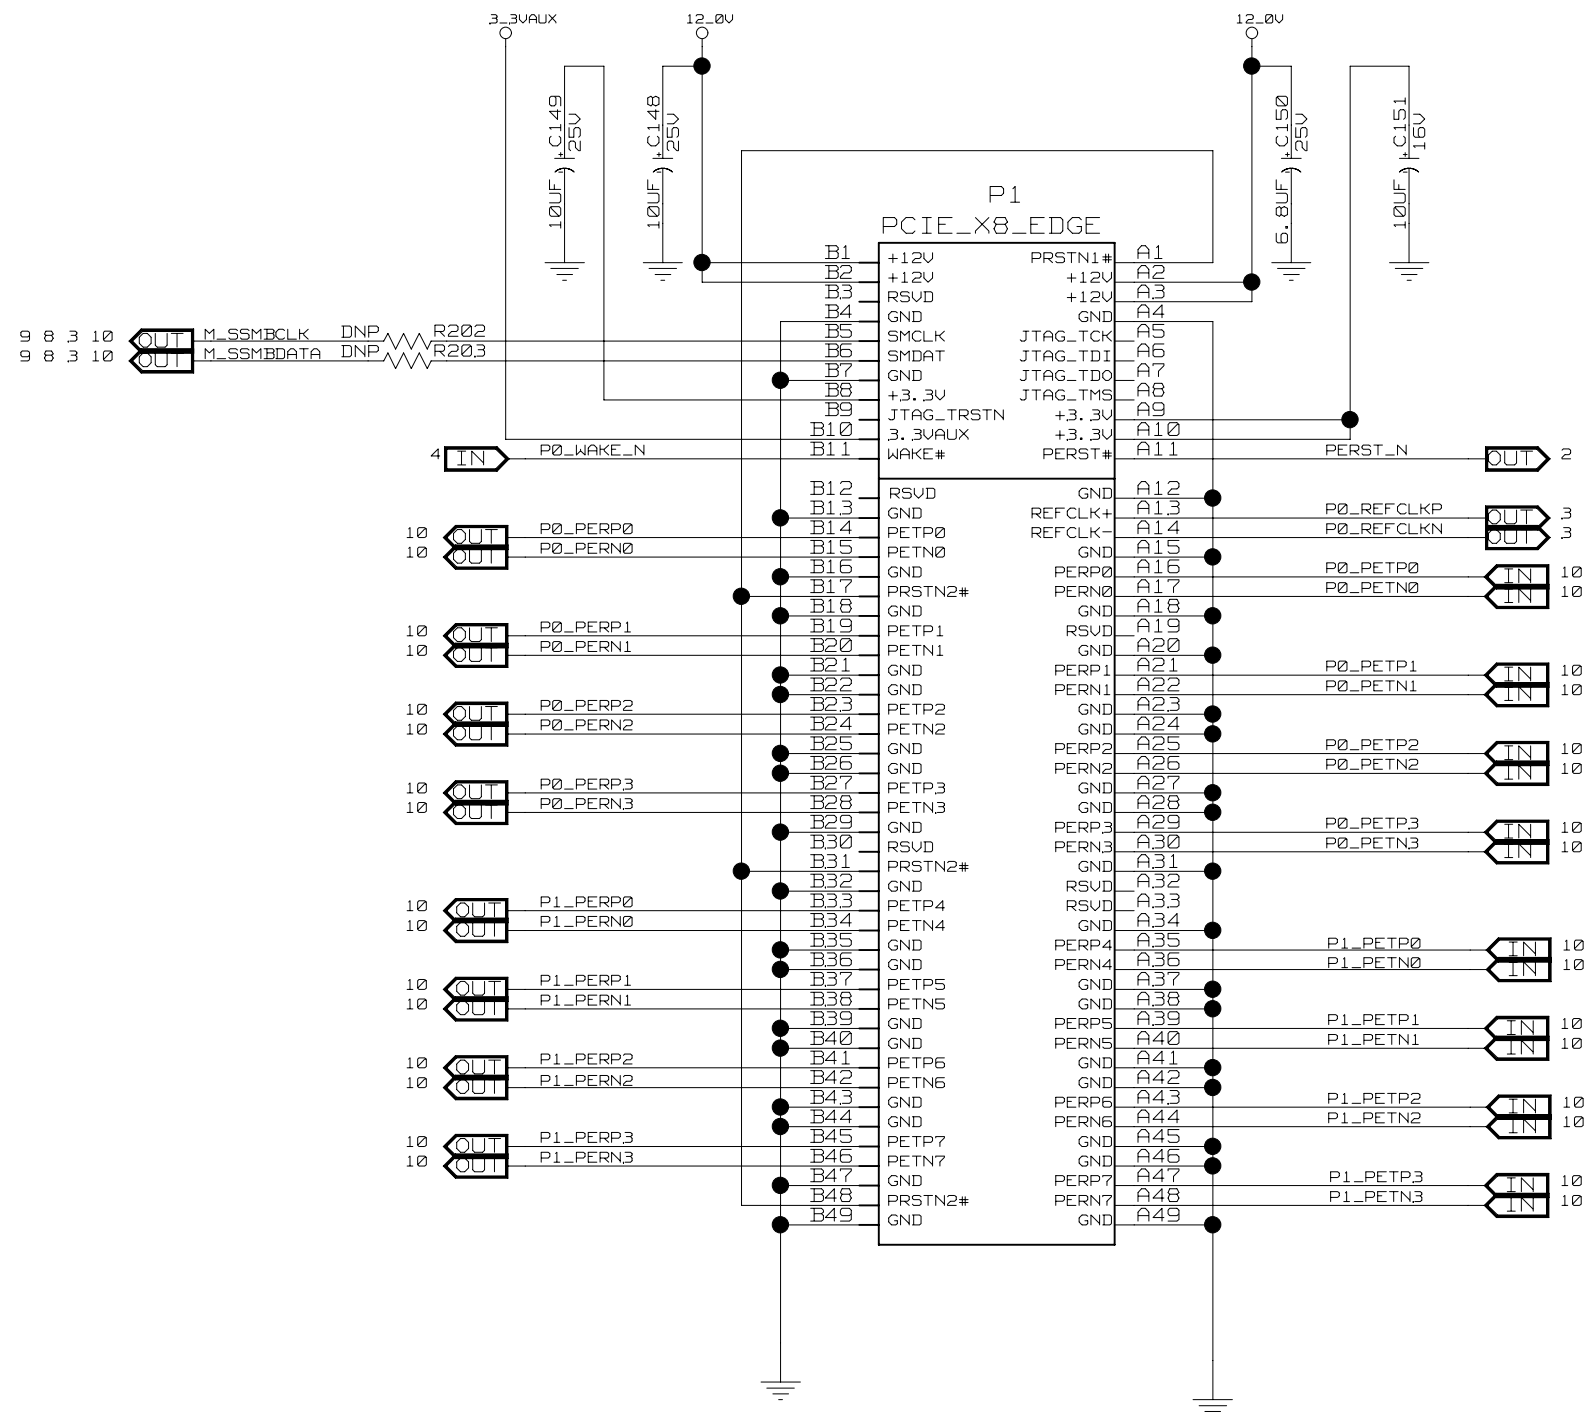 3_3VAUX 12_0V 12_0V
C149 25V 10UF
C148 25V 10UF
C150 25V 6.8UF
C151 16V 10UF
P1
PCIE_X8_EDGE
B1 +12V PRSTN1# A1
B2 +12V +12V A2
B3 RSVD +12V A3
B4 GND GND A4
9 8 3 10 OUT M_SSMBCLK DNP R202 B5 SMCLK JTAG_TCK A5
9 8 3 10 OUT M_SSMBDATA DNP R203 B6 SMDAT JTAG_TDI A6
B7 GND JTAG_TDO A7
B8 +3.3V JTAG_TMS A8
B9 JTAG_TRSTN +3.3V A9
B10 3.3VAUX +3.3V A10
4 IN P0_WAKE_N B11 WAKE# PERST# A11 PERST_N OUT 2
B12 RSVD GND A12
B13 GND REFCLK+ A13 P0_REFCLKP OUT 3
10 OUT P0_PERP0 B14 PETP0 REFCLK- A14 P0_REFCLKN OUT 3
10 OUT P0_PERN0 B15 PETN0 GND A15
B16 GND PERP0 A16 P0_PETP0 IN 10
B17 PRSTN2# PERN0 A17 P0_PETN0 IN 10
B18 GND GND A18
10 OUT P0_PERP1 B19 PETP1 RSVD A19
10 OUT P0_PERN1 B20 PETN1 GND A20
B21 GND PERP1 A21 P0_PETP1 IN 10
B22 GND PERN1 A22 P0_PETN1 IN 10
10 OUT P0_PERP2 B23 PETP2 GND A23
10 OUT P0_PERN2 B24 PETN2 GND A24
B25 GND PERP2 A25 P0_PETP2 IN 10
B26 GND PERN2 A26 P0_PETN2 IN 10
10 OUT P0_PERP3 B27 PETP3 GND A27
10 OUT P0_PERN3 B28 PETN3 GND A28
B29 GND PERP3 A29 P0_PETP3 IN 10
B30 RSVD PERN3 A30 P0_PETN3 IN 10
B31 PRSTN2# GND A31
B32 GND RSVD A32
10 OUT P1_PERP0 B33 PETP4 RSVD A33
10 OUT P1_PERN0 B34 PETN4 GND A34
B35 GND PERP4 A35 P1_PETP0 IN 10
B36 GND PERN4 A36 P1_PETN0 IN 10
10 OUT P1_PERP1 B37 PETP5 GND A37
10 OUT P1_PERN1 B38 PETN5 GND A38
B39 GND PERP5 A39 P1_PETP1 IN 10
B40 GND PERN5 A40 P1_PETN1 IN 10
10 OUT P1_PERP2 B41 PETP6 GND A41
10 OUT P1_PERN2 B42 PETN6 GND A42
B43 GND PERP6 A43 P1_PETP2 IN 10
B44 GND PERN6 A44 P1_PETN2 IN 10
10 OUT P1_PERP3 B45 PETP7 GND A45
10 OUT P1_PERN3 B46 PETN7 GND A46
B47 GND PERP7 A47 P1_PETP3 IN 10
B48 PRSTN2# PERN7 A48 P1_PETN3 IN 10
B49 GND GND A49